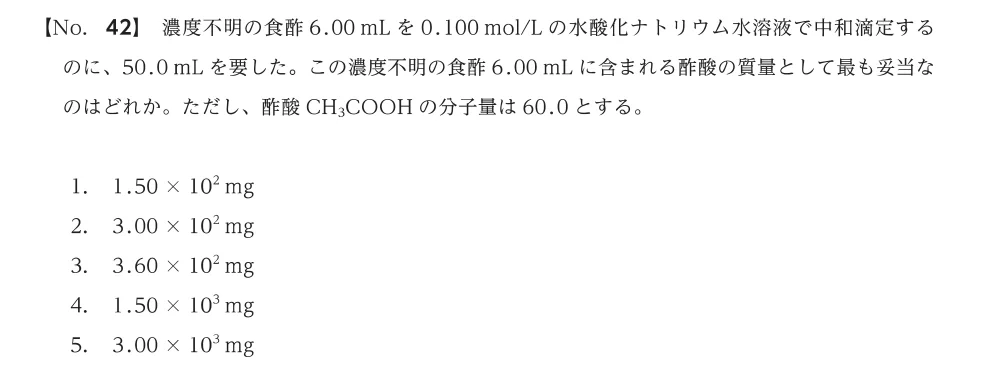 【No. 42】 濃度不明の食酢 6.00 mL を 0.100 mol/L の水酸化ナトリウム水溶液で中和滴定する
のに、50.0 mL を要した。この濃度不明の食酢 6.00 mL に含まれる酢酸の質量として最も妥当な
のはどれか。ただし、酢酸 CH₃COOH の分子量は 60.0 とする。
1. 1.50 × 10² mg
2. 3.00 × 10² mg
3. 3.60 × 10² mg
4. 1.50 × 10³ mg
5. 3.00 × 10³ mg